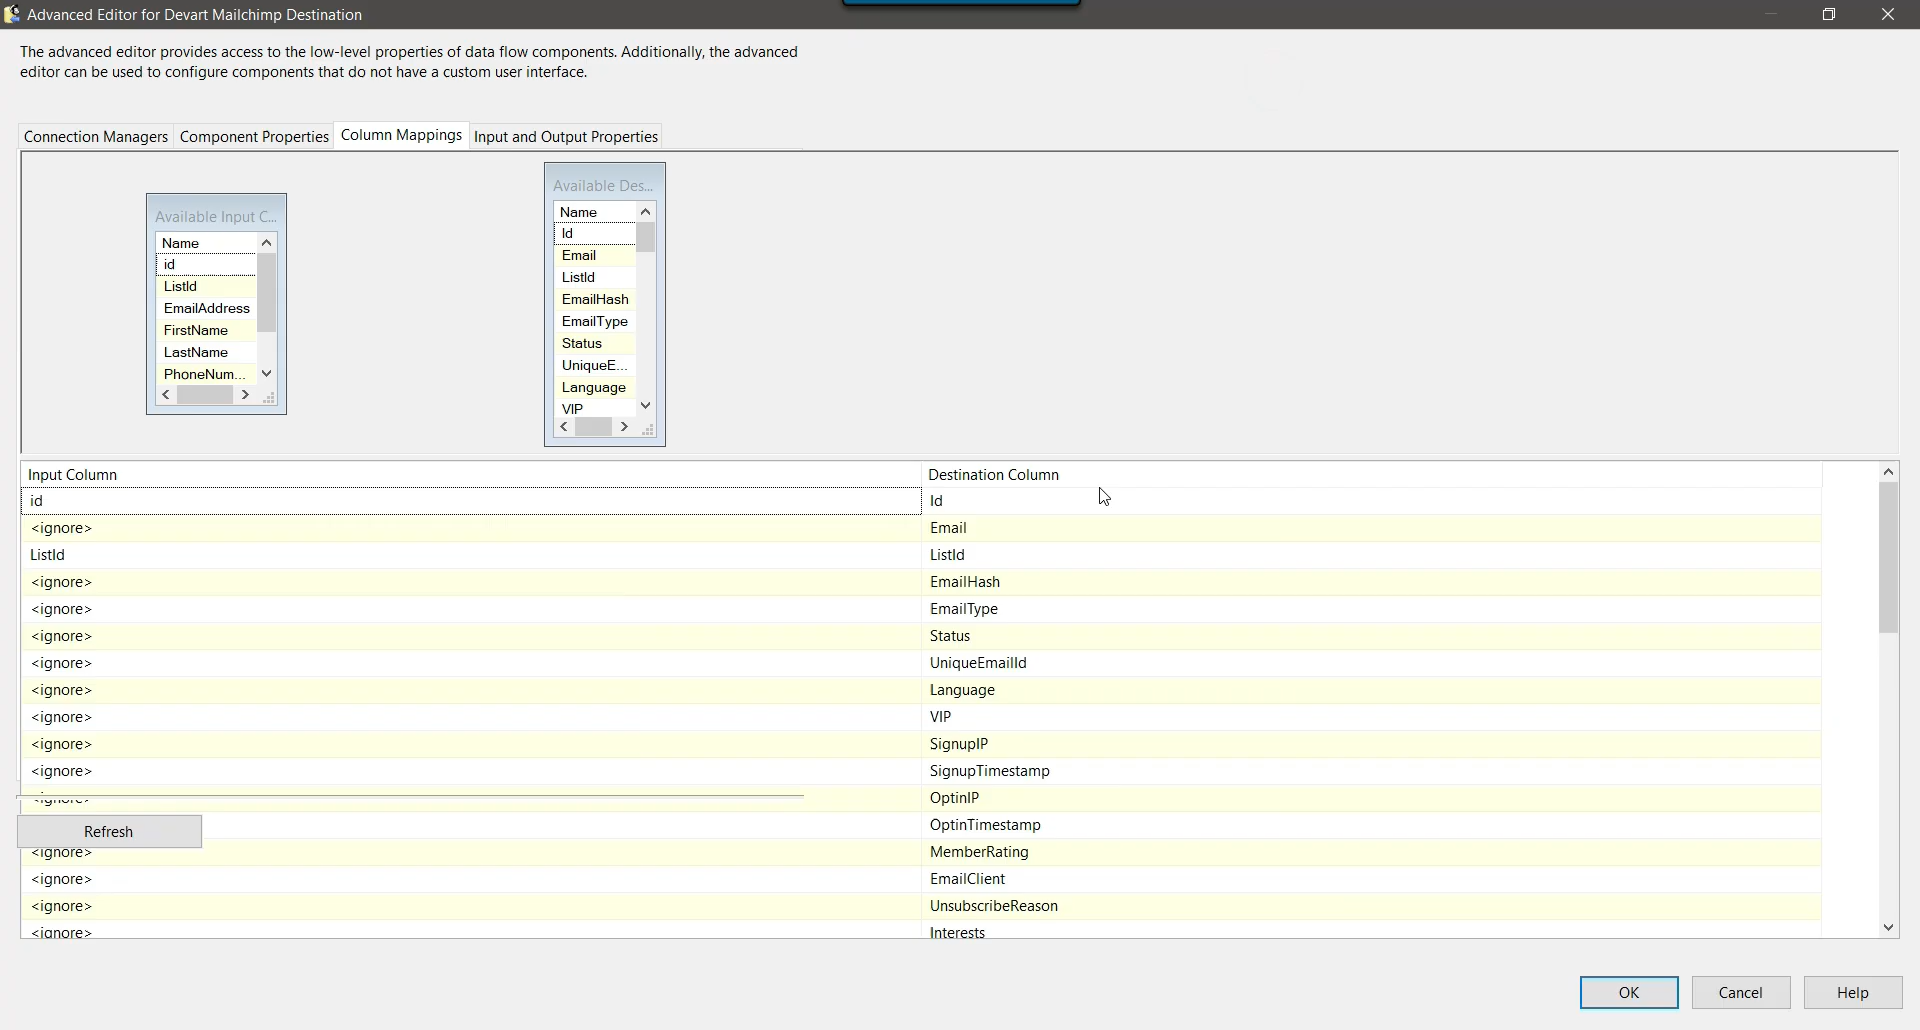 Advanced Editor for Devart Mailchimp Destination
The advanced editor provides access to the low-level properties of data flow components. Additionally, the advanced
editor can be used to configure components that do not have a custom user interface.
Connection Managers
Component Properties
Column Mappings
Input and Output Properties
Available Input C...
Name
id
ListId
EmailAddress
FirstName
LastName
PhoneNum...
Available Des...
Name
Id
Email
ListId
EmailHash
EmailType
Status
UniqueE...
Language
VIP
Input Column
Destination Column
id
Id
<ignore>
Email
ListId
ListId
<ignore>
EmailHash
<ignore>
EmailType
<ignore>
Status
<ignore>
UniqueEmailId
<ignore>
Language
<ignore>
VIP
<ignore>
SignupIP
<ignore>
SignupTimestamp
<ignore>
OptinIP
OptinTimestamp
Refresh
<ignore>
MemberRating
<ignore>
EmailClient
<ignore>
UnsubscribeReason
<ignore>
Interests
OK
Cancel
Help